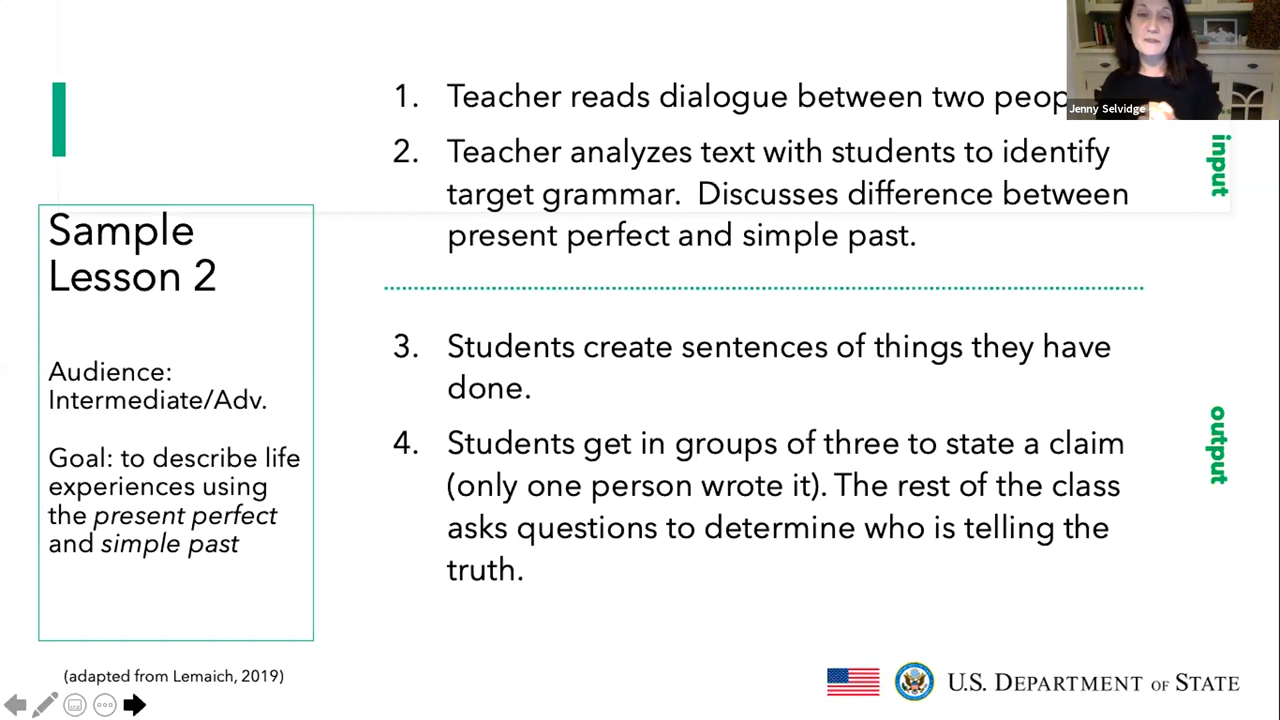 Jenny Selvidge
1. Teacher reads dialogue between two
2. Teacher analyzes text with students to identify
target grammar. Discusses difference between
present perfect and simple past.
input
Sample
Lesson 2
Audience:
Intermediate/Adv.
Goal: to describe life
experiences using
the present perfect
and simple past
3. Students create sentences of things they have
done.
4. Students get in groups of three to state a claim
(only one person wrote it). The rest of the class
asks questions to determine who is telling the
truth.
output
(adapted from Lemaich, 2019)
U.S. DEPARTMENT OF STATE